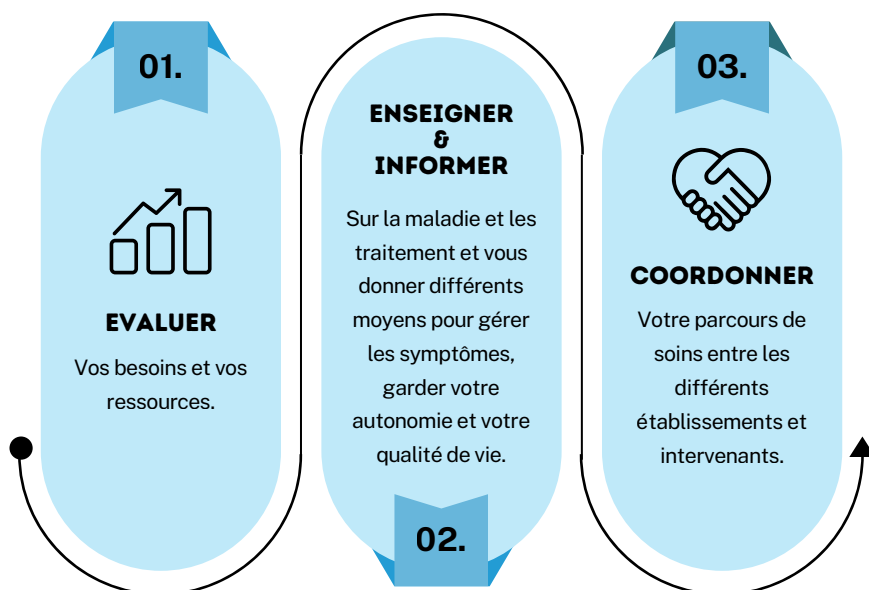 01.
EVALUER
Vos besoins et vos
ressources.
ENSEIGNER
&
INFORMER
Sur la maladie et les
traitement et vous
donner différents
moyens pour gérer
les symptômes,
garder votre
autonomie et votre
qualité de vie.
02.
03.
COORDONNER
Votre parcours de
soins entre les
différents
établissements et
intervenants.